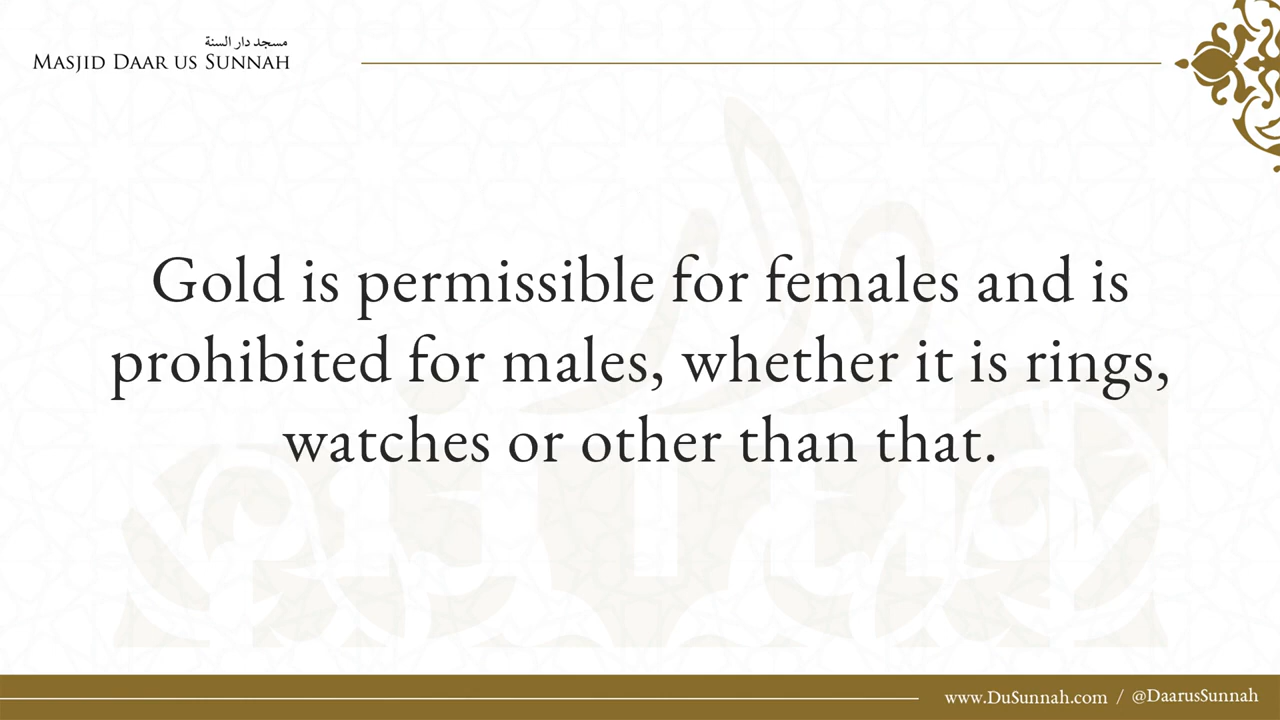 مسجد دار السنة
Masjid Daar us Sunnah
Gold is permissible for females and is
prohibited for males, whether it is rings,
watches or other than that.
www.DuSunnah.com / @DaarusSunnah